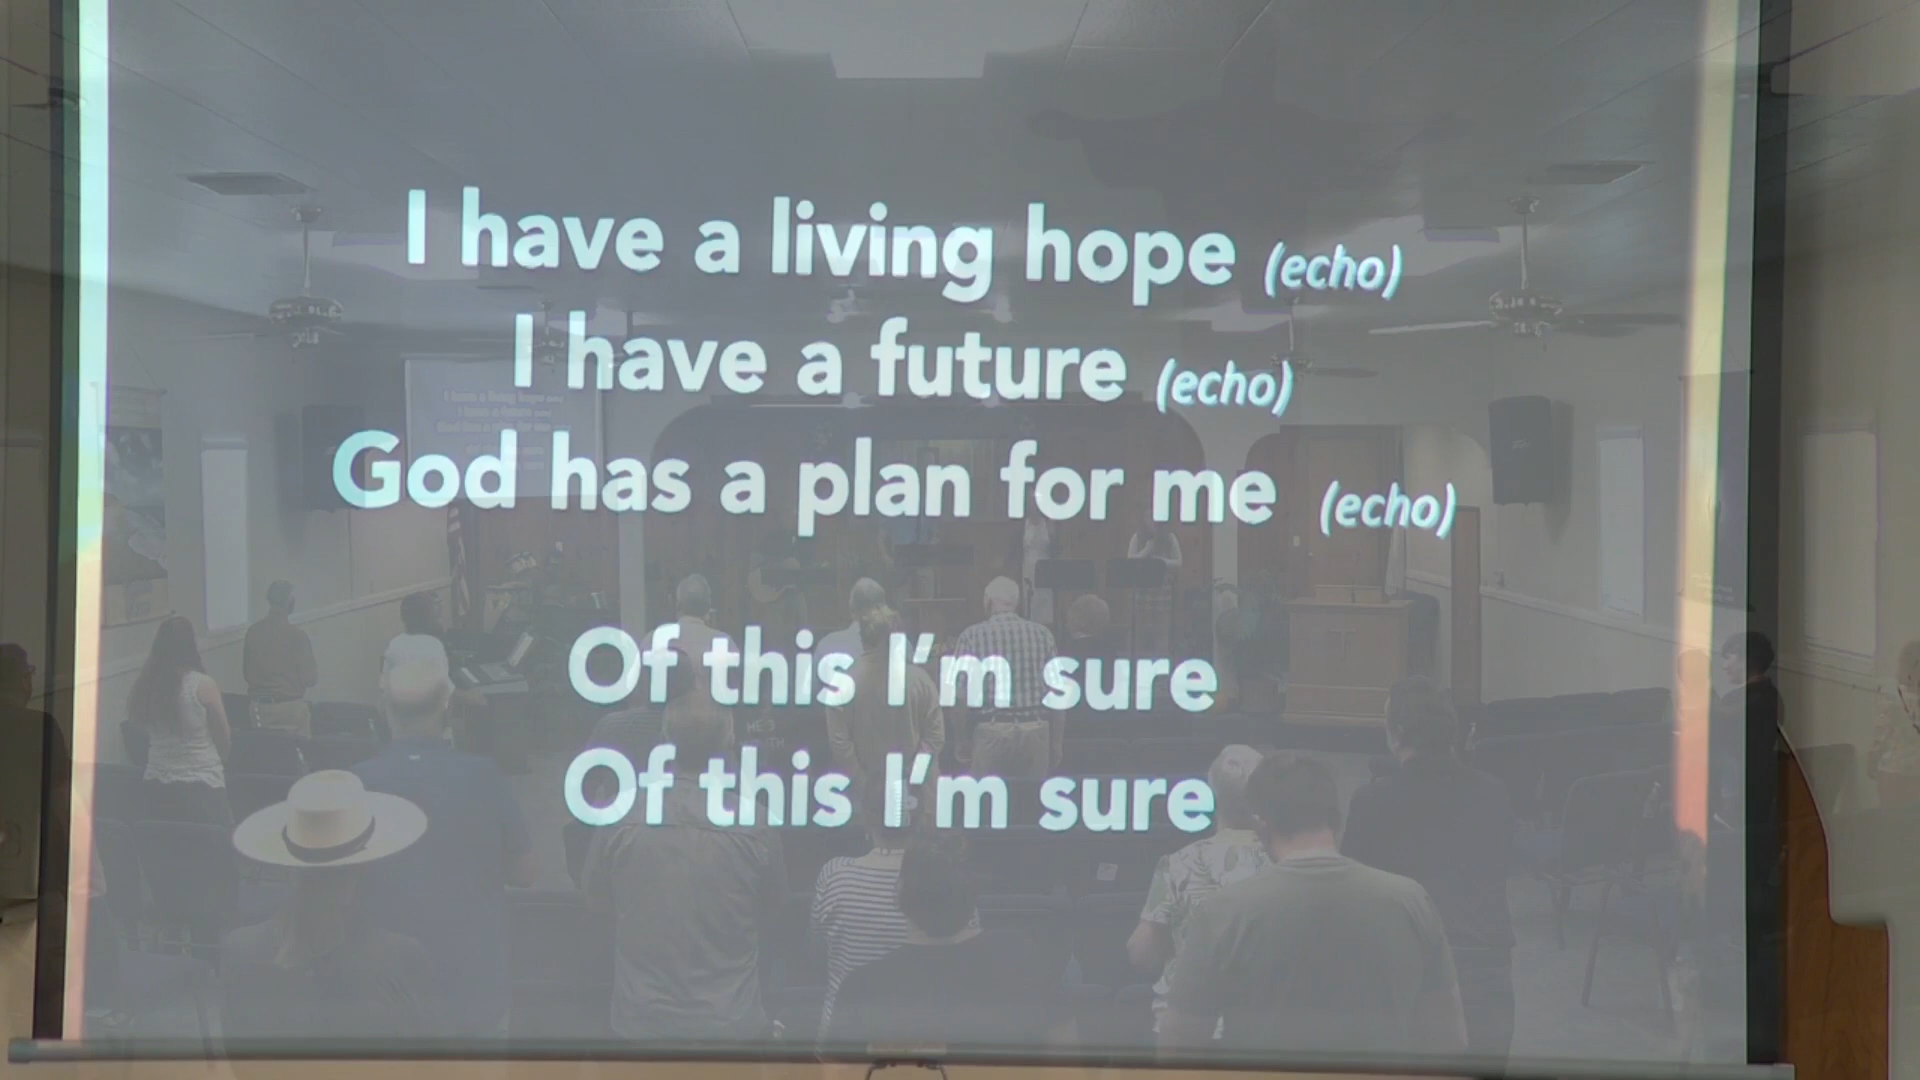 I have a living hope (echo)
I have a future (echo)
God has a plan for me (echo)
Of this I'm sure
Of this I'm sure